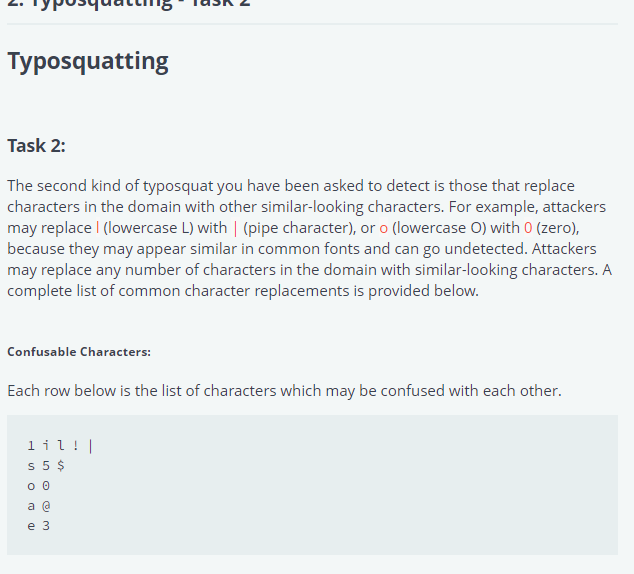 2. Typosquatting - Task 2
Typosquatting
Task 2:
The second kind of typosquat you have been asked to detect is those that replace
characters in the domain with other similar-looking characters. For example, attackers
may replace l (lowercase L) with | (pipe character), or o (lowercase O) with 0 (zero),
because they may appear similar in common fonts and can go undetected. Attackers
may replace any number of characters in the domain with similar-looking characters. A
complete list of common character replacements is provided below.
Confusable Characters:
Each row below is the list of characters which may be confused with each other.
1 i l ! |
s 5 $
o 0
a @
e 3